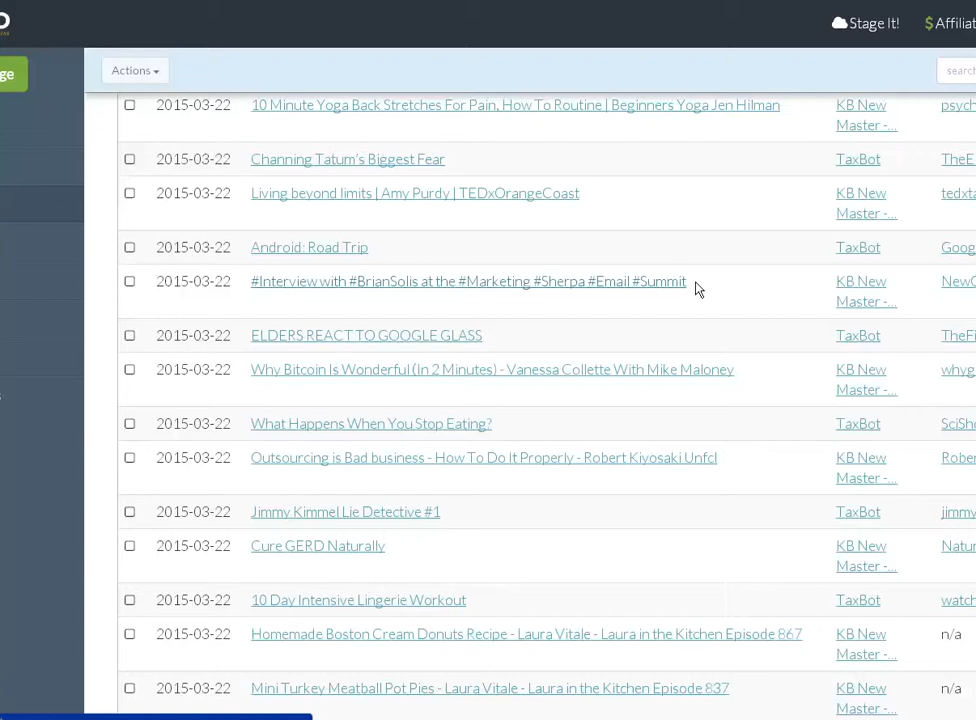 Stage It!
$ Affiliat
ge
Actions
search
2015-03-22 10 Minute Yoga Back Stretches For Pain, How To Routine | Beginners Yoga Jen Hilman KB New psych
Master -...
2015-03-22 Channing Tatum's Biggest Fear TaxBot TheE
2015-03-22 Living beyond limits | Amy Purdy | TEDxOrangeCoast KB New tedxta
Master -...
2015-03-22 Android: Road Trip TaxBot Goog
2015-03-22 #Interview with #BrianSolis at the #Marketing #Sherpa #Email #Summit KB New NewC
Master -...
2015-03-22 ELDERS REACT TO GOOGLE GLASS TaxBot TheFi
2015-03-22 Why Bitcoin Is Wonderful (In 2 Minutes) - Vanessa Collette With Mike Maloney KB New whyg
Master -...
2015-03-22 What Happens When You Stop Eating? TaxBot SciSh
2015-03-22 Outsourcing is Bad business - How To Do It Properly - Robert Kiyosaki Unfcl KB New Rober
Master -...
2015-03-22 Jimmy Kimmel Lie Detective #1 TaxBot jimmy
2015-03-22 Cure GERD Naturally KB New Natur
Master -...
2015-03-22 10 Day Intensive Lingerie Workout TaxBot watch
2015-03-22 Homemade Boston Cream Donuts Recipe - Laura Vitale - Laura in the Kitchen Episode 867 KB New n/a
Master -...
2015-03-22 Mini Turkey Meatball Pot Pies - Laura Vitale - Laura in the Kitchen Episode 837 KB New n/a
Master -...